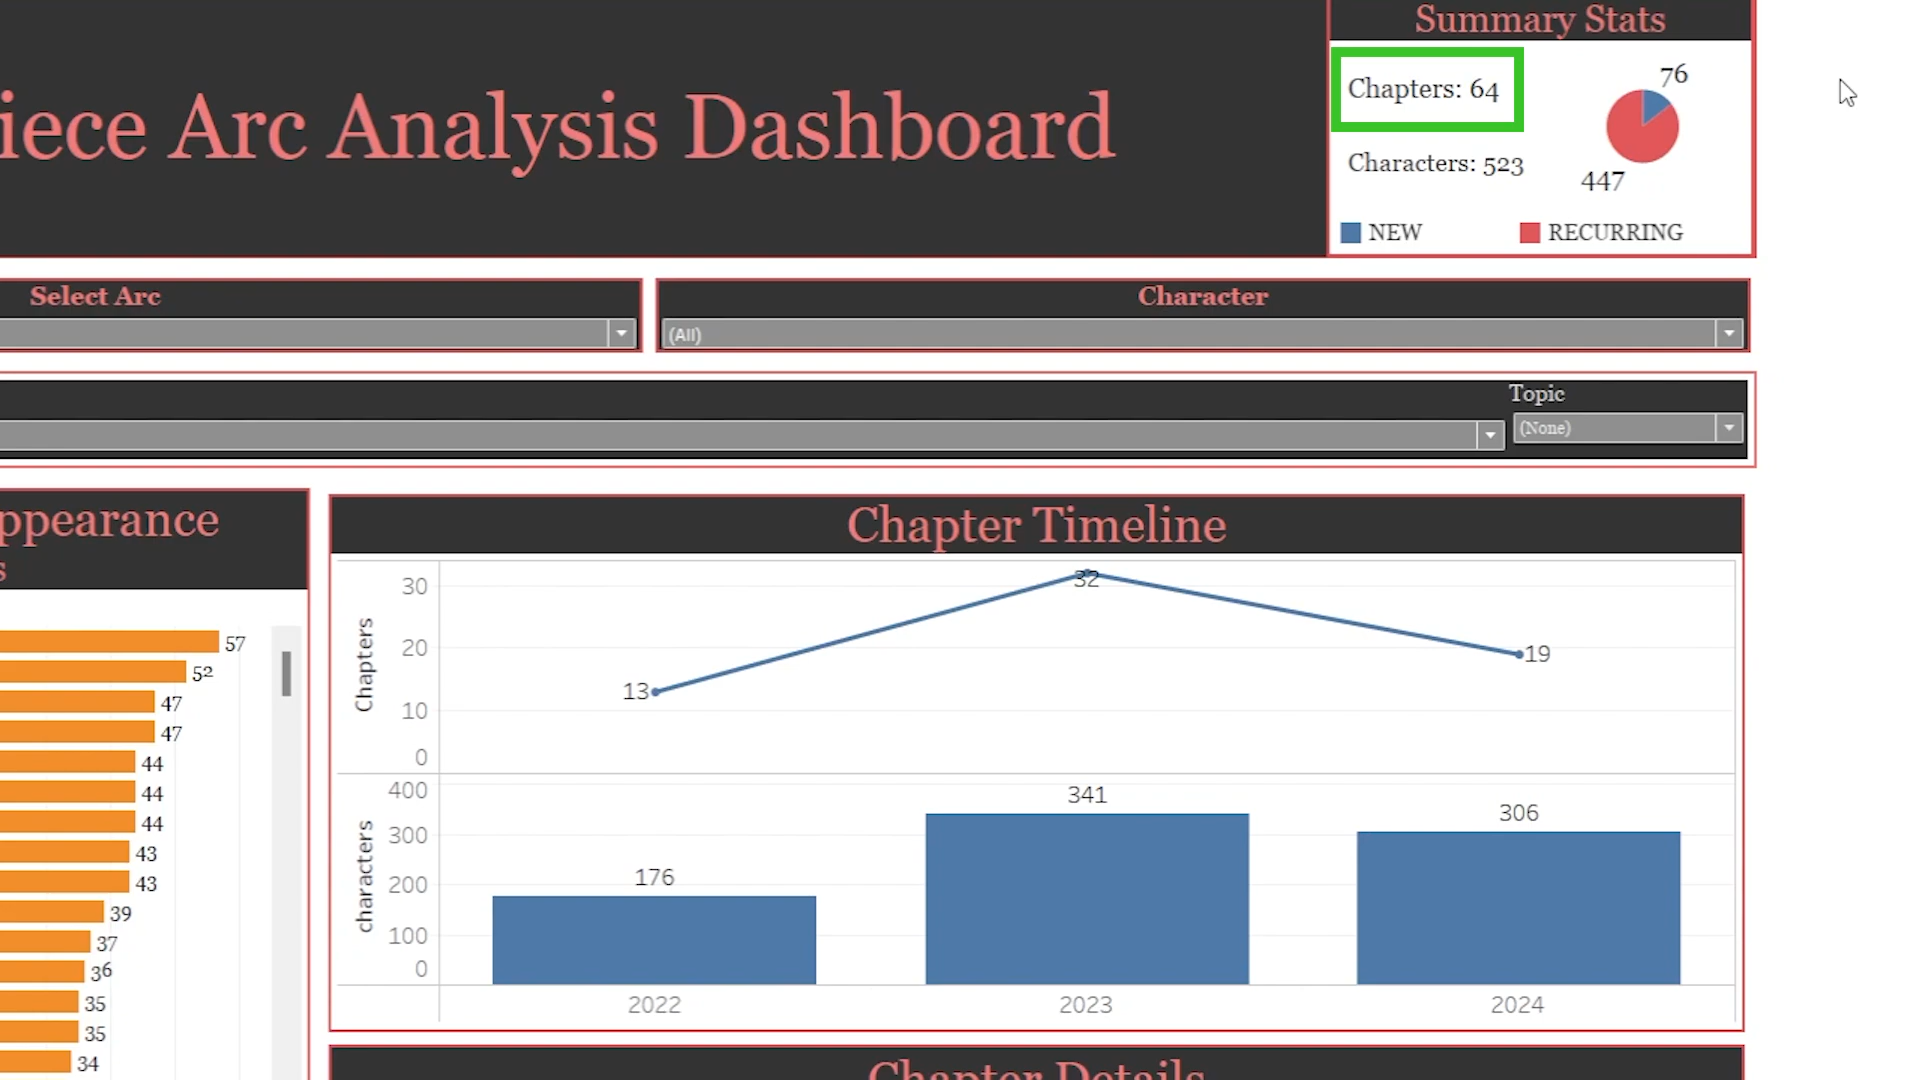 Summary Stats
Chapters: 64
76
Characters: 523
447
NEW
RECURRING
iece Arc Analysis Dashboard
Select Arc
Character
(All)
Topic
(None)
ppearance
s
57
52
47
47
44
44
44
43
43
39
37
36
35
35
34
Chapter Timeline
Chapters
30
20
10
0
13
32
19
characters
400
300
200
100
0
176
341
306
2022
2023
2024
Chapter Details